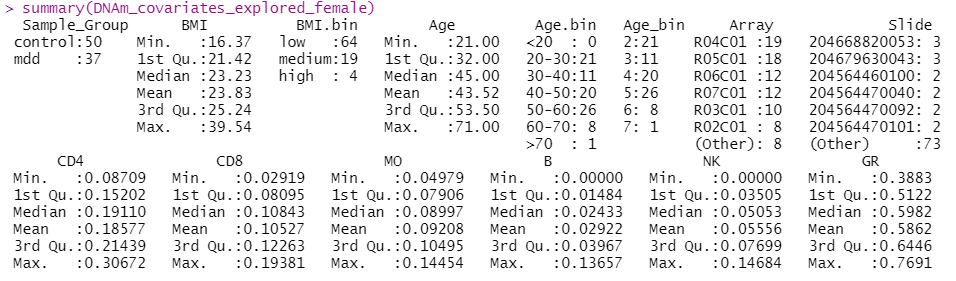 > summary(DNAm_covariates_explored_female)
Sample_Group BMI BMI.bin Age Age.bin Age_bin Array Slide
control:50 Min. :16.37 low :64 Min. :21.00 <20 : 0 2:21 R04C01 :19 204668820053: 3
mdd :37 1st Qu.:21.42 medium:19 1st Qu.:32.00 20-30:21 3:11 R05C01 :18 204679630043: 3
Median :23.23 high : 4 Median :45.00 30-40:11 4:20 R06C01 :12 204564460100: 2
Mean :23.83 Mean :43.52 40-50:20 5:26 R07C01 :12 204564470040: 2
3rd Qu.:25.24 3rd Qu.:53.50 50-60:26 6: 8 R03C01 :10 204564470092: 2
Max. :39.54 Max. :71.00 60-70: 8 7: 1 R02C01 : 8 204564470101: 2
>70 : 1 (Other): 8 (Other) :73
CD4 CD8 MO B NK GR
Min. :0.08709 Min. :0.02919 Min. :0.04979 Min. :0.00000 Min. :0.00000 Min. :0.3883
1st Qu.:0.15202 1st Qu.:0.08095 1st Qu.:0.07906 1st Qu.:0.01484 1st Qu.:0.03505 1st Qu.:0.5122
Median :0.19110 Median :0.10843 Median :0.08997 Median :0.02433 Median :0.05053 Median :0.5982
Mean :0.18577 Mean :0.10527 Mean :0.09208 Mean :0.02922 Mean :0.05556 Mean :0.5862
3rd Qu.:0.21439 3rd Qu.:0.12263 3rd Qu.:0.10495 3rd Qu.:0.03967 3rd Qu.:0.07699 3rd Qu.:0.6446
Max. :0.30672 Max. :0.19381 Max. :0.14454 Max. :0.13657 Max. :0.14684 Max. :0.7691